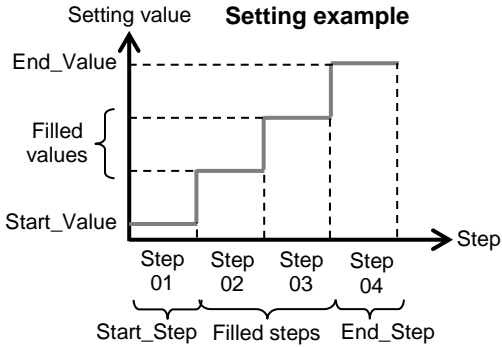 Setting value
Setting example
End_Value
Filled
values
Start_Value
Step
Step
01
Step
02
Step
03
Step
04
Start_Step
Filled steps
End_Step